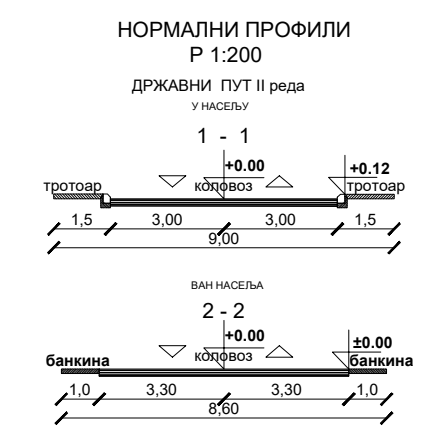 НОРМАЛНИ ПРОФИЛИ
Р 1:200
ДРЖАВНИ ПУТ II реда
У НАСЕЉУ
1 - 1
+0.00
+0.12
тротоар
коловоз
тротоар
1,5 3,00 3,00 1,5
9,00
ВАН НАСЕЉА
2 - 2
+0.00
±0.00
банкина
коловоз
банкина
1,0 3,30 3,30 1,0
8,60